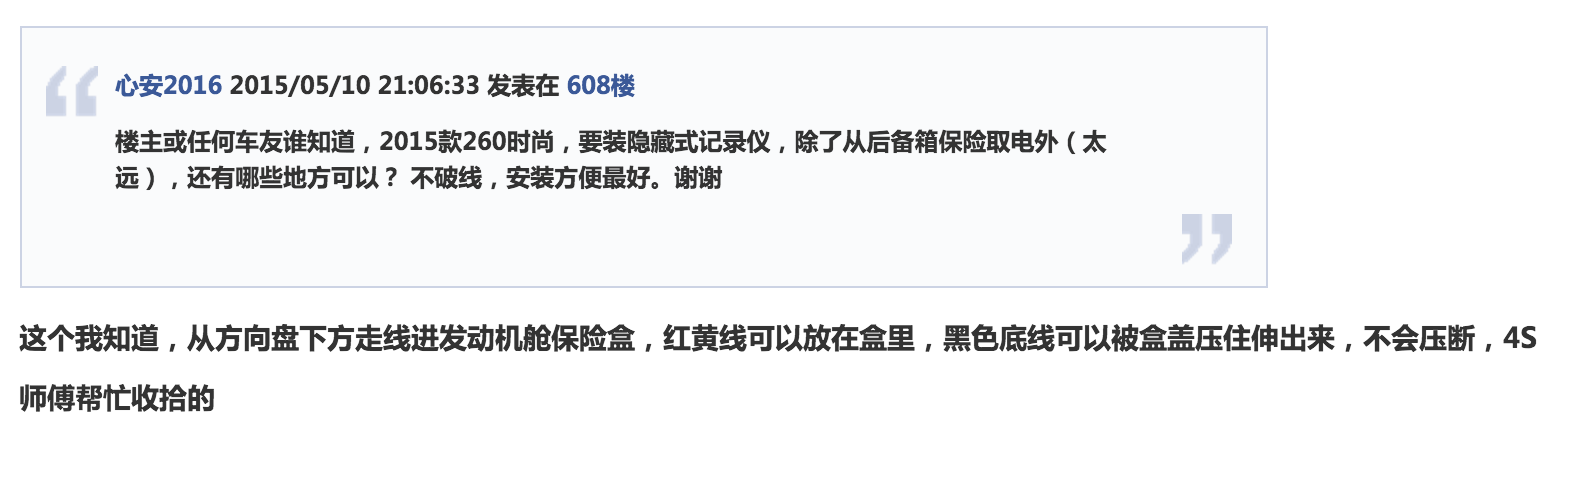 心安2016 2015/05/10 21:06:33 发表在 608楼
楼主或任何车友谁知道，2015款260时尚，要装隐藏式记录仪，除了从后备箱保险取电外（太
远），还有哪些地方可以？ 不破线，安装方便最好。谢谢
这个我知道，从方向盘下方走线进发动机舱保险盒，红黄线可以放在盒里，黑色底线可以被盒盖压住伸出来，不会压断，4S
师傅帮忙收拾的